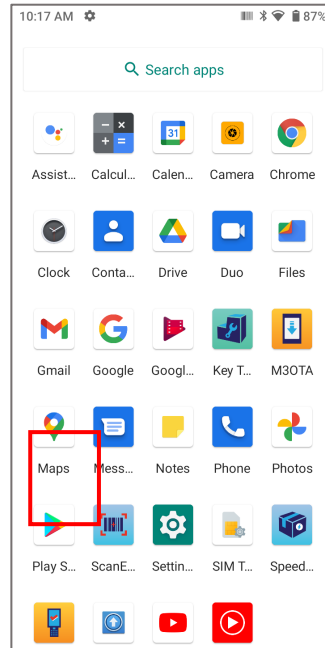 10:17 AM 87%
Search apps
Assist... Calcul... Calen... Camera Chrome
31
Clock Conta... Drive Duo Files
Gmail Google Googl... Key T... M3OTA
Maps Mess... Notes Phone Photos
Play S... ScanE... Settin... SIM T... Speed...